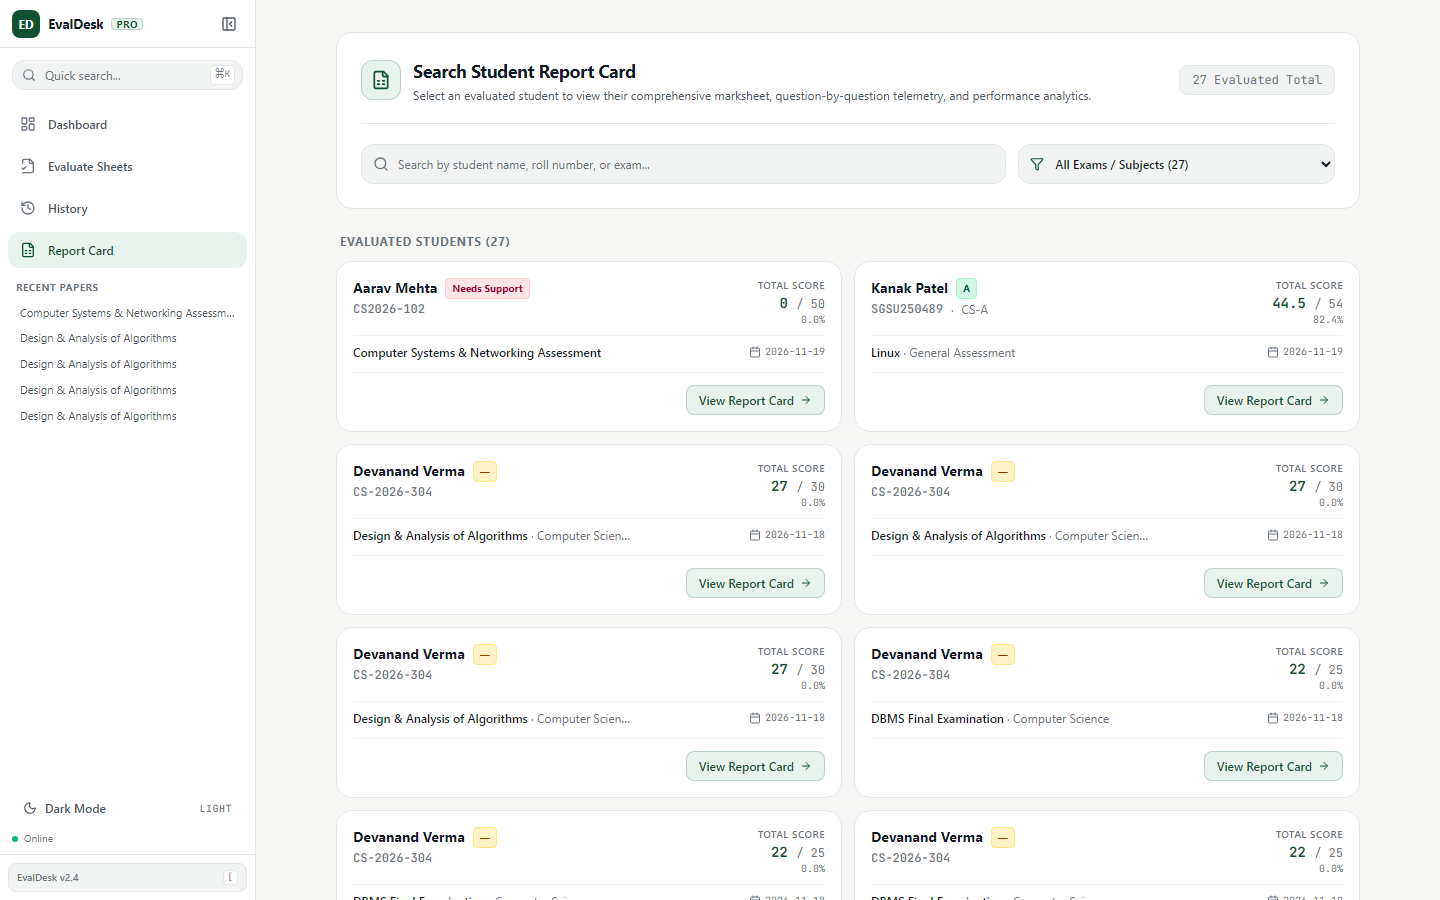 ED EvalDesk PRO
Quick search... ⌘K
Dashboard
Evaluate Sheets
History
Report Card
RECENT PAPERS
Computer Systems & Networking Assessm...
Design & Analysis of Algorithms
Design & Analysis of Algorithms
Design & Analysis of Algorithms
Design & Analysis of Algorithms
Dark Mode LIGHT
Online
EvalDesk v2.4 [
Search Student Report Card
Select an evaluated student to view their comprehensive marksheet, question-by-question telemetry, and performance analytics.
27 Evaluated Total
Search by student name, roll number, or exam...
All Exams / Subjects (27)
EVALUATED STUDENTS (27)
Aarav Mehta Needs Support
CS2026-102
TOTAL SCORE
0 / 50
0.0%
Computer Systems & Networking Assessment
2026-11-19
View Report Card →
Kanak Patel A
SGSU250489 · CS-A
TOTAL SCORE
44.5 / 54
82.4%
Linux · General Assessment
2026-11-19
View Report Card →
Devanand Verma —
CS-2026-304
TOTAL SCORE
27 / 30
0.0%
Design & Analysis of Algorithms · Computer Scien...
2026-11-18
View Report Card →
Devanand Verma —
CS-2026-304
TOTAL SCORE
27 / 30
0.0%
Design & Analysis of Algorithms · Computer Scien...
2026-11-18
View Report Card →
Devanand Verma —
CS-2026-304
TOTAL SCORE
27 / 30
0.0%
Design & Analysis of Algorithms · Computer Scien...
2026-11-18
View Report Card →
Devanand Verma —
CS-2026-304
TOTAL SCORE
22 / 25
0.0%
DBMS Final Examination · Computer Science
2026-11-18
View Report Card →
Devanand Verma —
CS-2026-304
TOTAL SCORE
22 / 25
0.0%
Devanand Verma —
CS-2026-304
TOTAL SCORE
22 / 25
0.0%